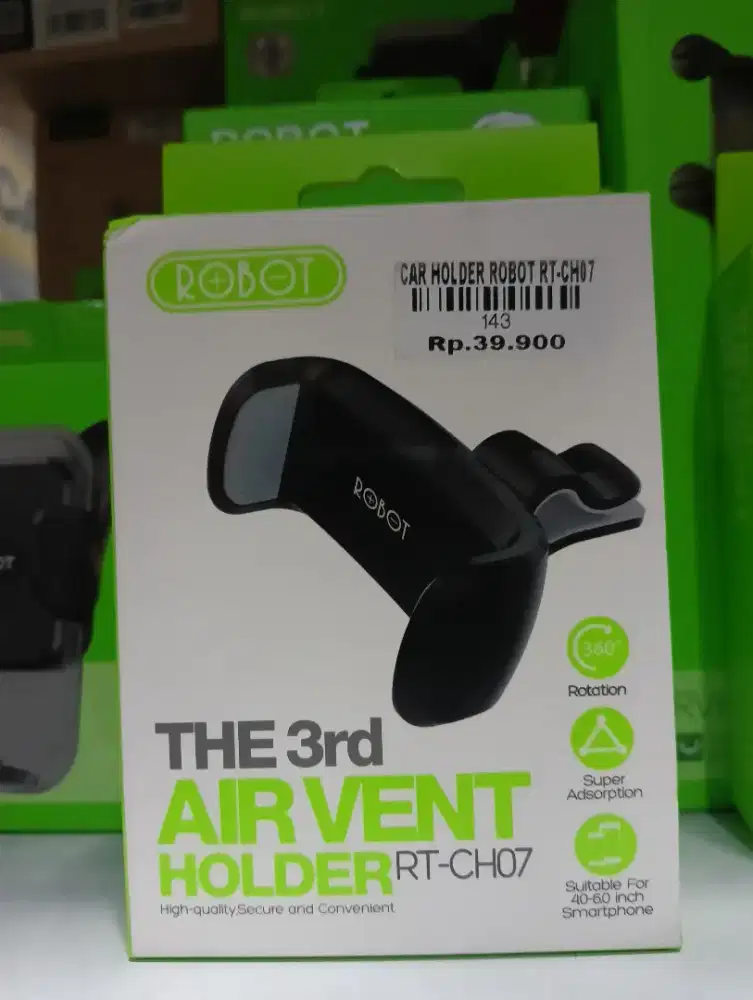 ROBOT
ROBOT
CAR HOLDER ROBOT RT-CH07
143
Rp.39.900
ROBOT
360°
Rotation
Super
Adsorption
Suitable For
4.0-6.0 inch
Smartphone
THE 3rd
AIR VENT
HOLDER RT-CH07
High-quality,Secure and Convenient